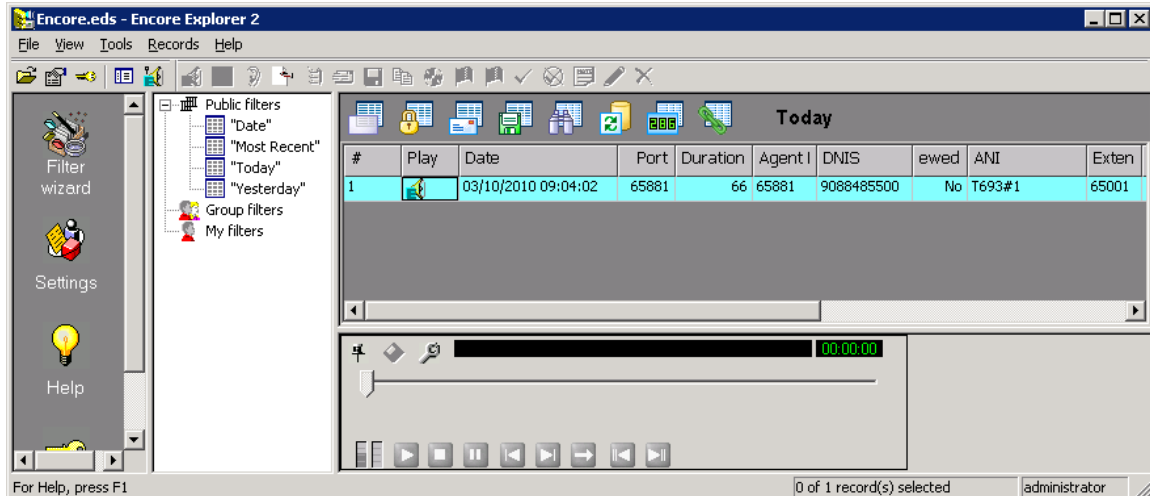 Encore.eds - Encore Explorer 2
File View Tools Records Help
Filter wizard
Settings
Help
Public filters
"Date"
"Most Recent"
"Today"
"Yesterday"
Group filters
My filters
Today
# Play Date Port Duration Agent I DNIS ewed ANI Exten
1 03/10/2010 09:04:02 65881 66 65881 9088485500 No T693#1 65001
00:00:00
For Help, press F1
0 of 1 record(s) selected
administrator